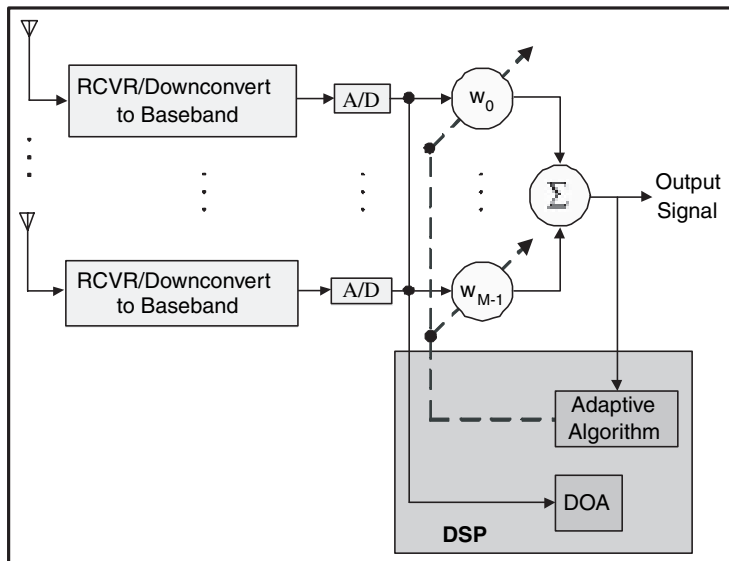 RCVR/Downconvert
to Baseband
A/D
w0
Σ
Output
Signal
RCVR/Downconvert
to Baseband
A/D
wM-1
Adaptive
Algorithm
DOA
DSP